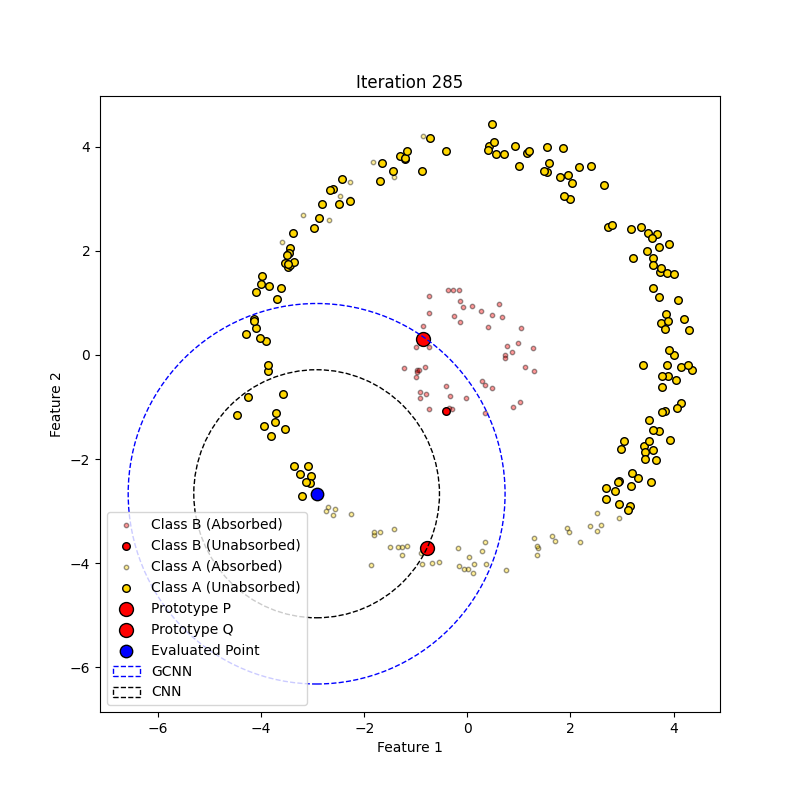 Iteration 285
4
2
0
−2
−4
−6
Feature 2
Class B (Absorbed)
Class B (Unabsorbed)
Class A (Absorbed)
Class A (Unabsorbed)
Prototype P
Prototype Q
Evaluated Point
GCNN
CNN
−6 −4 −2 0 2 4
Feature 1